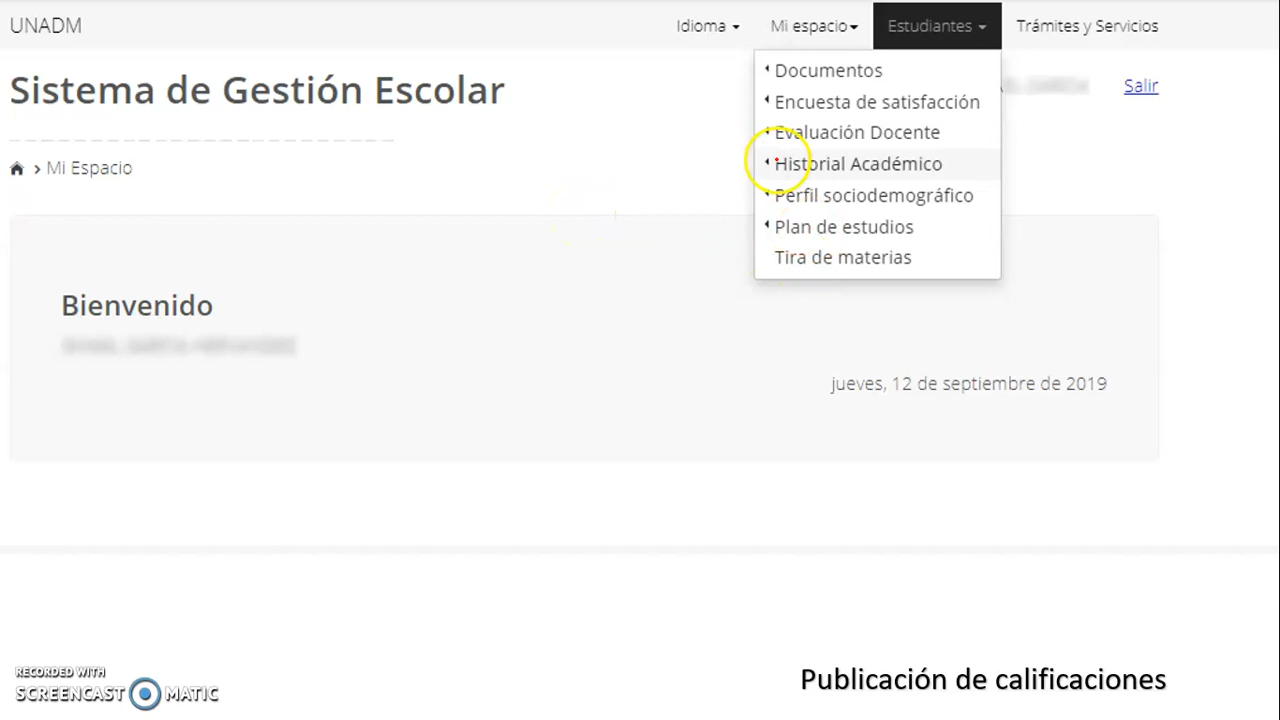 UNADM
Idioma
Mi espacio
Estudiantes
Trámites y Servicios
Sistema de Gestión Escolar
Salir
Documentos
Encuesta de satisfacción
Evaluación Docente
Historial Académico
Perfil sociodemográfico
Plan de estudios
Tira de materias
Mi Espacio
Bienvenido
jueves, 12 de septiembre de 2019
RECORDED WITH
SCREENCAST MATIC
Publicación de calificaciones